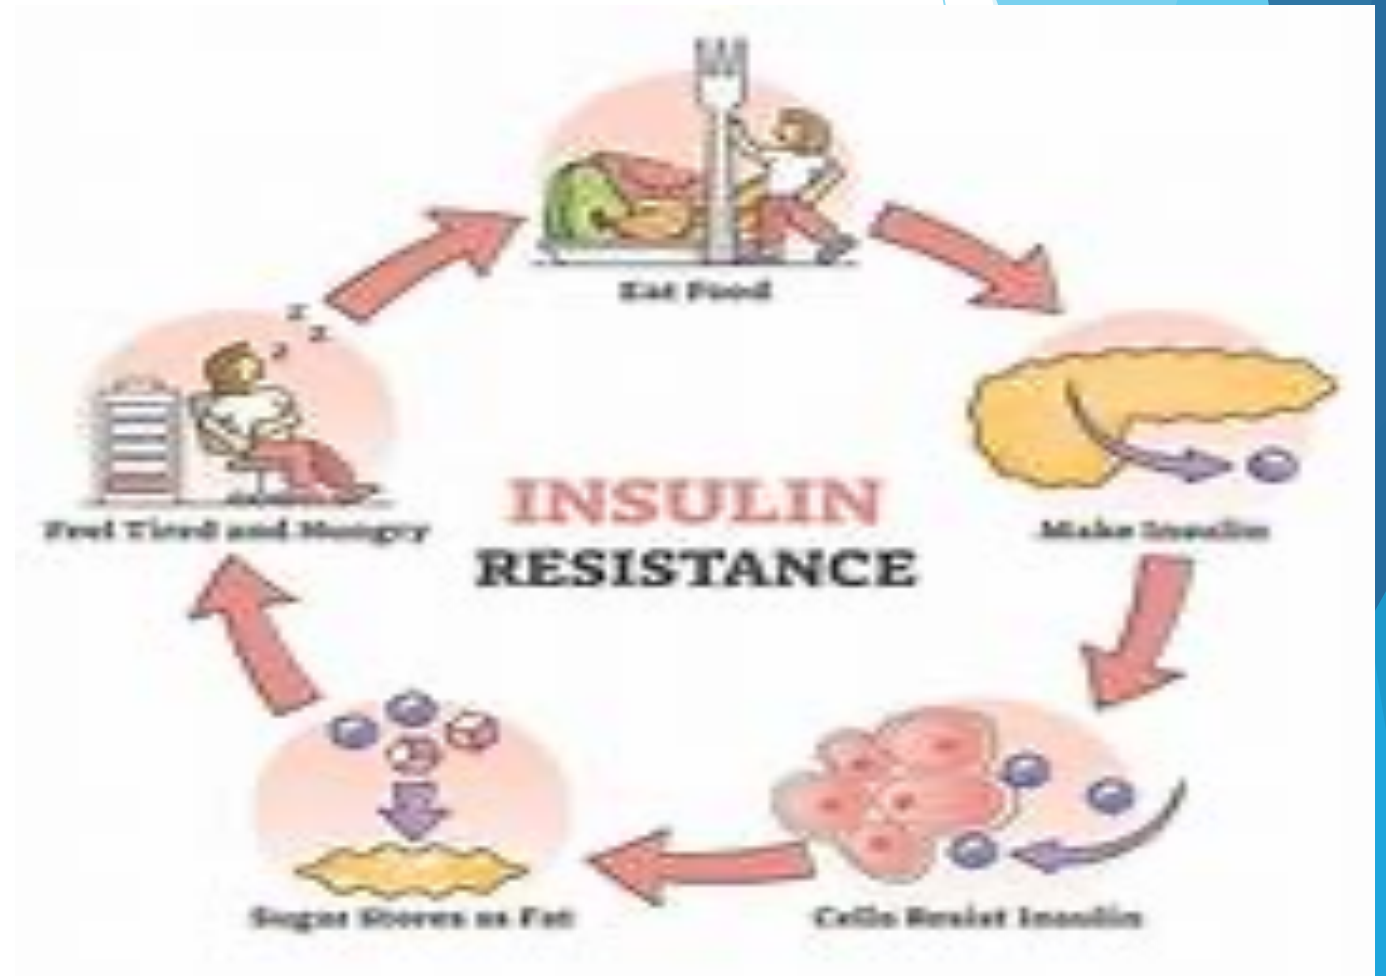 Eat Food
Make Insulin
Cells Resist Insulin
Sugar Stores as Fat
Feel Tired and Hungry
z
z
z
INSULIN
RESISTANCE